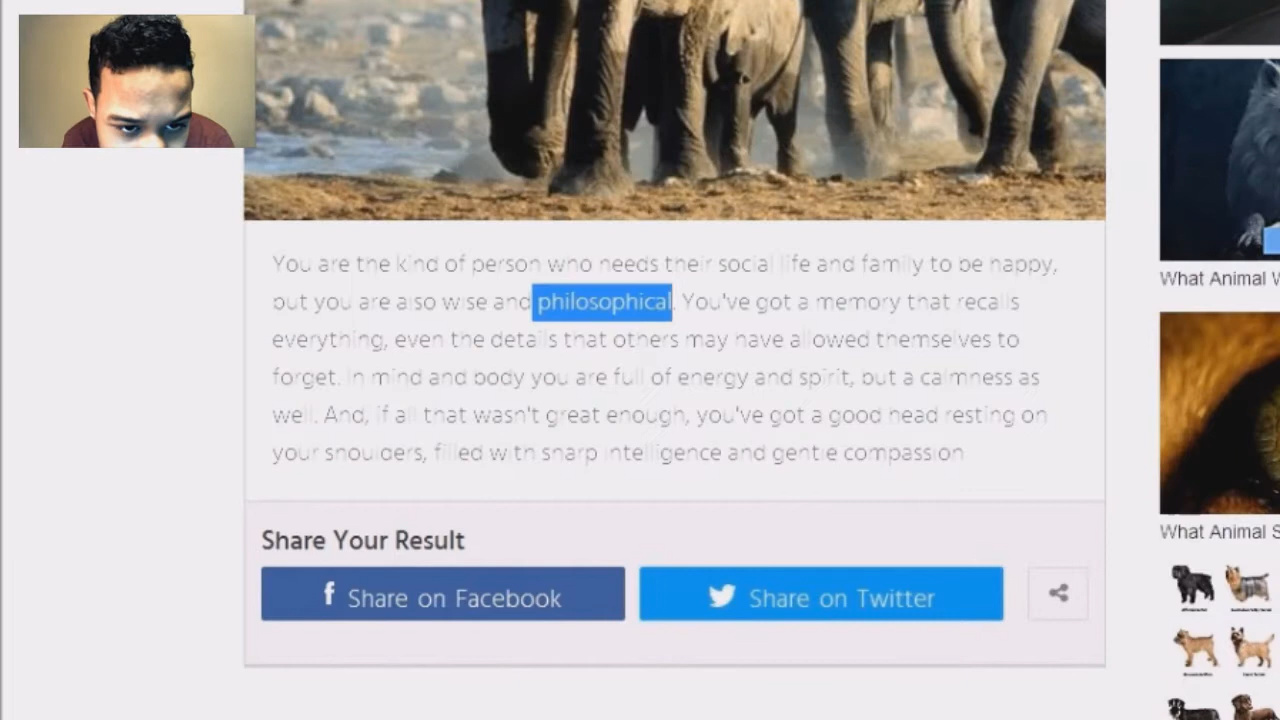 You are the kind of person who needs their social life and family to be happy,
but you are also wise and philosophical. You've got a memory that recalls
everything, even the details that others may have allowed themselves to
forget. In mind and body you are full of energy and spirit, but a calmness as
well. And, if all that wasn't great enough, you've got a good head resting on
your shoulders, filled with sharp intelligence and gentle compassion
Share Your Result
f Share on Facebook
Share on Twitter
What Animal W
What Animal S